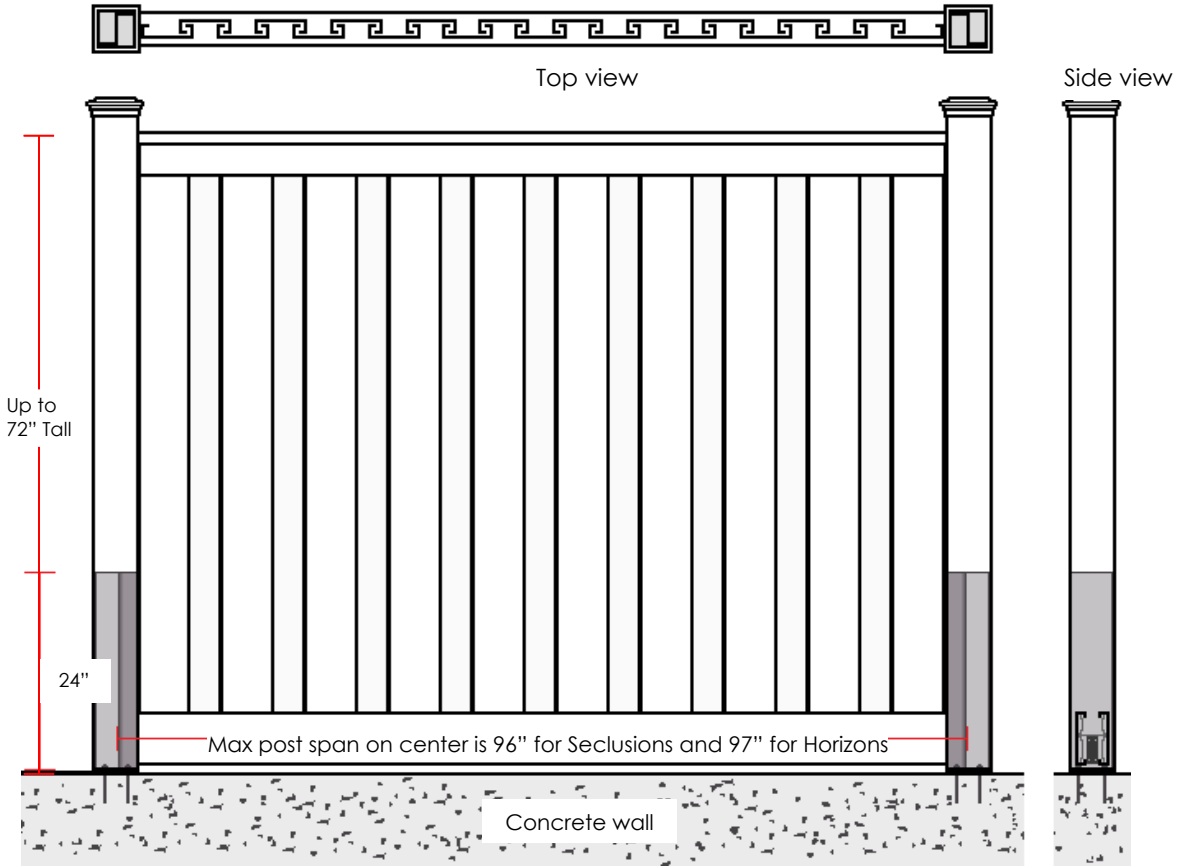 Top view
Side view
Up to
72” Tall
24”
Max post span on center is 96” for Seclusions and 97” for Horizons
Concrete wall